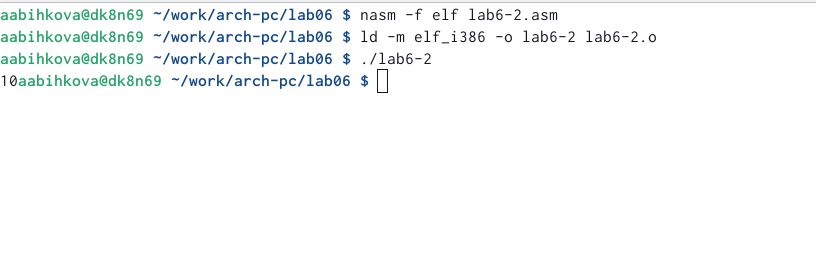 aabihkova@dk8n69 ~/work/arch-pc/lab06 $ nasm -f elf lab6-2.asm
aabihkova@dk8n69 ~/work/arch-pc/lab06 $ ld -m elf_i386 -o lab6-2 lab6-2.o
aabihkova@dk8n69 ~/work/arch-pc/lab06 $ ./lab6-2
10aabihkova@dk8n69 ~/work/arch-pc/lab06 $